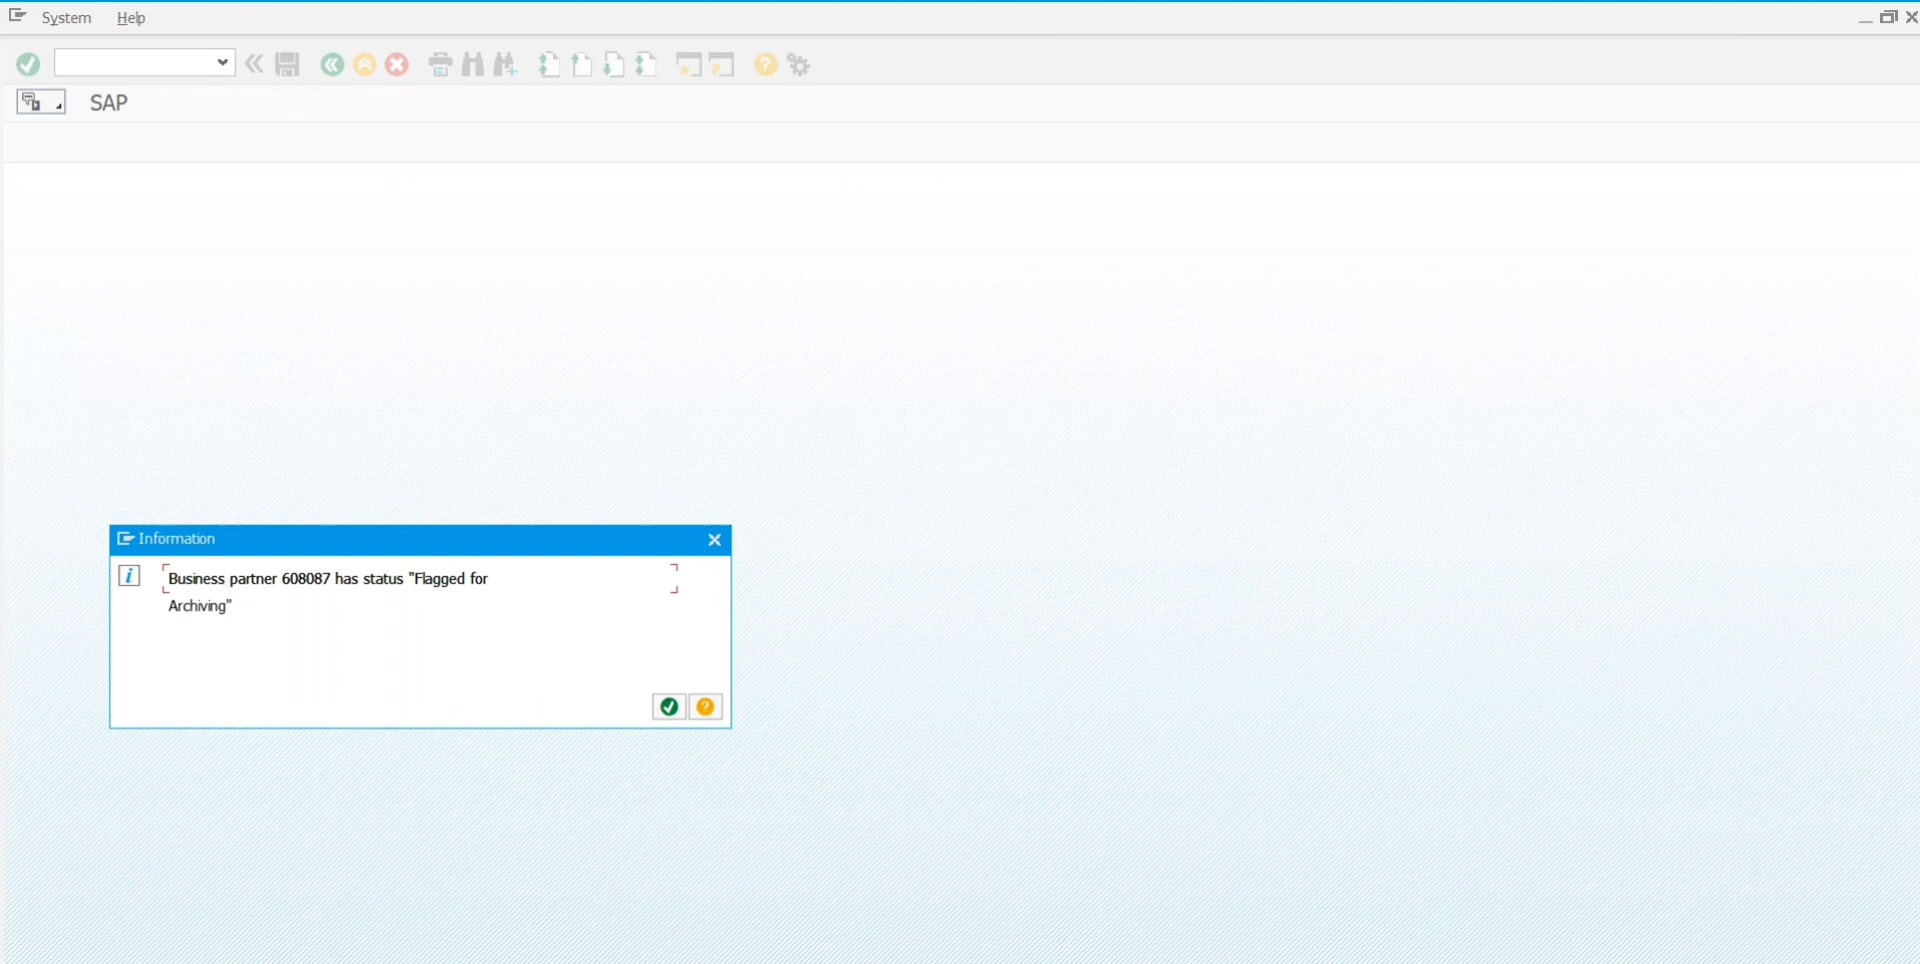 System Help
SAP
Information
Business partner 608087 has status "Flagged for
Archiving"